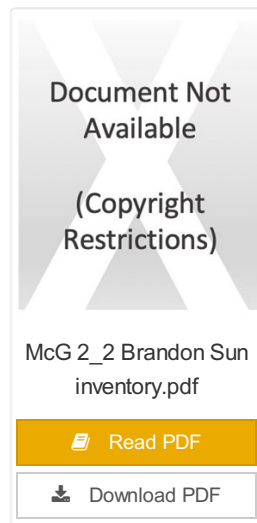 Document Not
Available
(Copyright
Restrictions)
McG 2_2 Brandon Sun
inventory.pdf
Read PDF
Download PDF